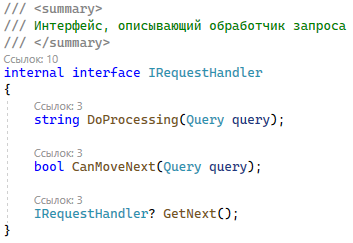 /// <summary>
/// Интерфейс, описывающий обработчик запроса
/// </summary>
Ссылок: 10
internal interface IRequestHandler
{
Ссылок: 3
string DoProcessing(Query query);
Ссылок: 3
bool CanMoveNext(Query query);
Ссылок: 3
IRequestHandler? GetNext();
}